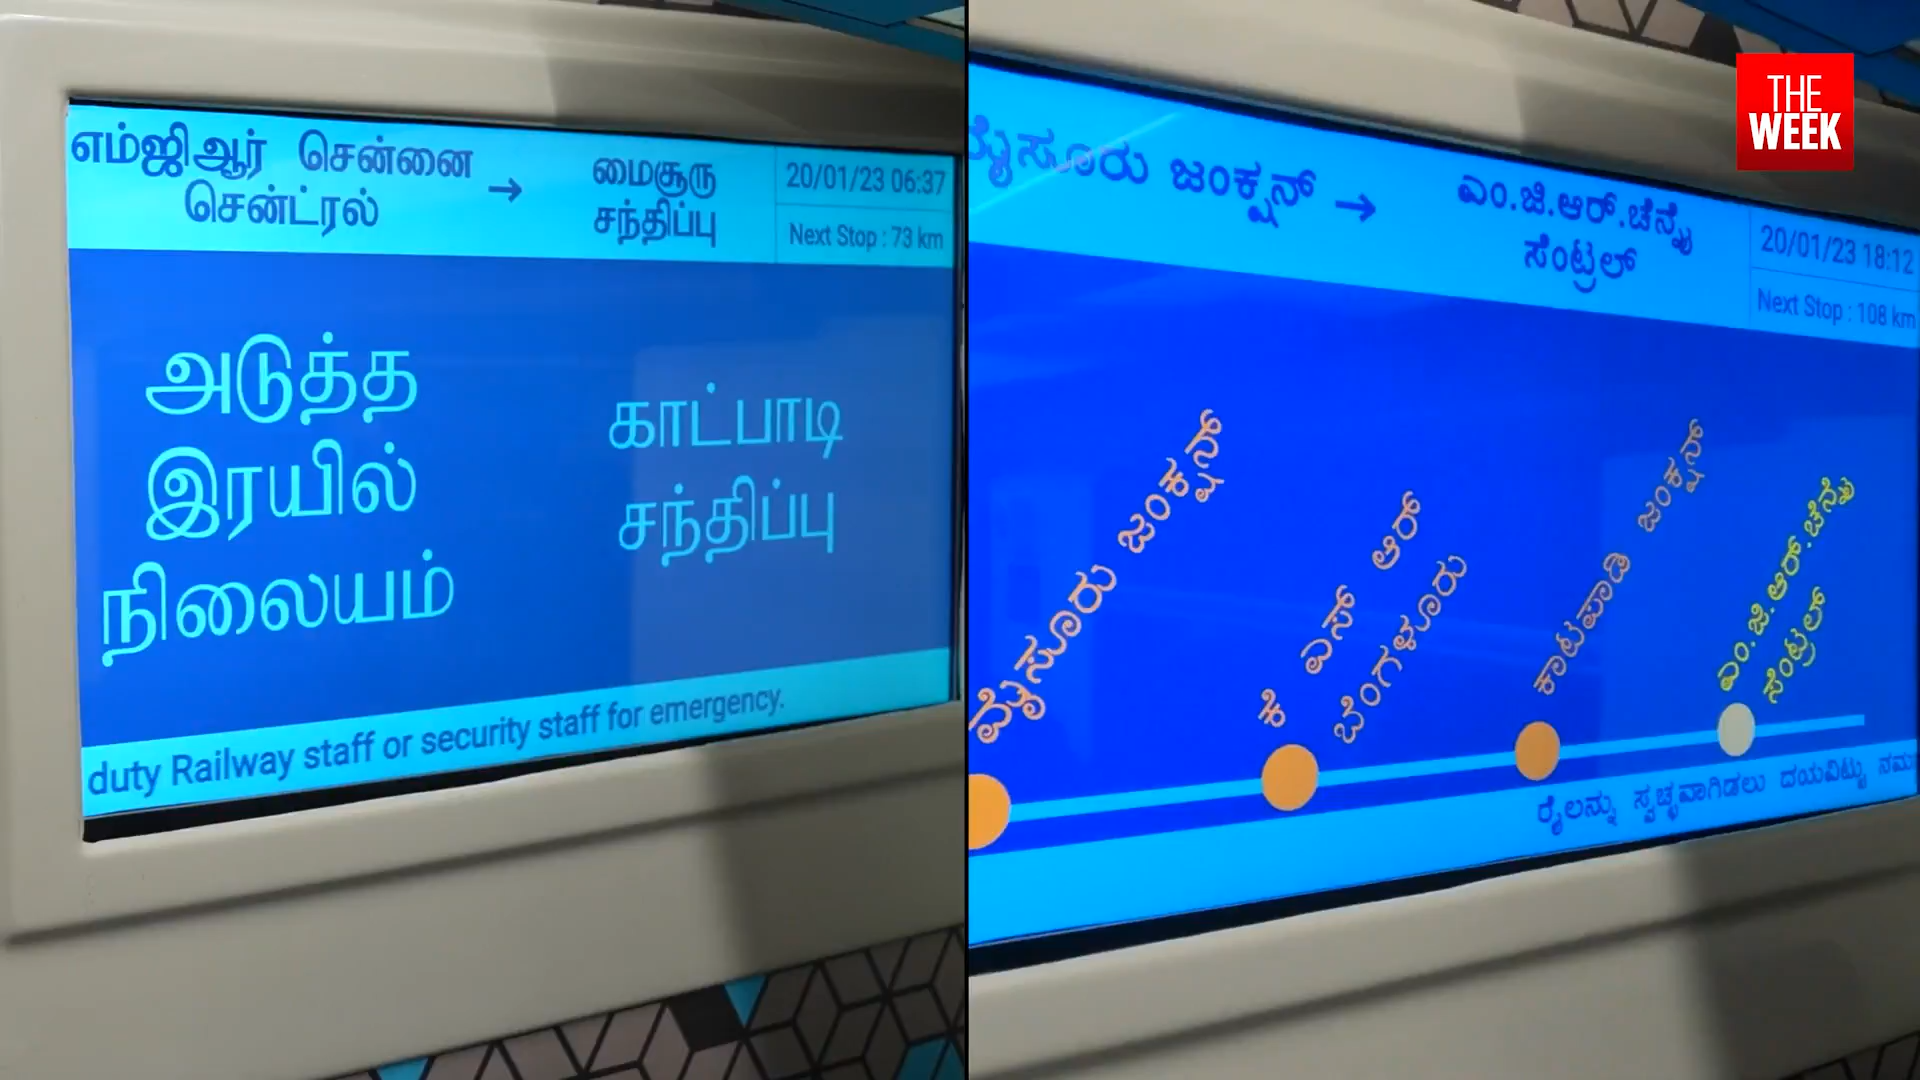 எம்ஜிஆர் சென்னை
சென்ட்ரல்
→
மைசூரு
சந்திப்பு
20/01/23 06:37
Next Stop : 73 km
அடுத்த
இரயில்
நிலையம்
காட்பாடி
சந்திப்பு
duty Railway staff or security staff for emergency.
ಮೈಸೂರು ಜಂಕ್ಷನ್ →
ಎಂ.ಜಿ.ಆರ್.ಚೆನ್ನೈ
ಸೆಂಟ್ರಲ್
20/01/23 18:12
Next Stop : 108 km
ಮೈಸೂರು ಜಂಕ್ಷನ್
ಕೆ ಎಸ್ ಆರ್
ಬೆಂಗಳೂರು
ಕಾಟಪಾಡಿ ಜಂಕ್ಷನ್
ಎಂ.ಜಿ.ಆರ್.ಚೆನ್ನೈ
ಸೆಂಟ್ರಲ್
ರೈಲನ್ನು ಸ್ವಚ್ಛವಾಗಿಡಲು ದಯವಿಟ್ಟು
THE
WEEK